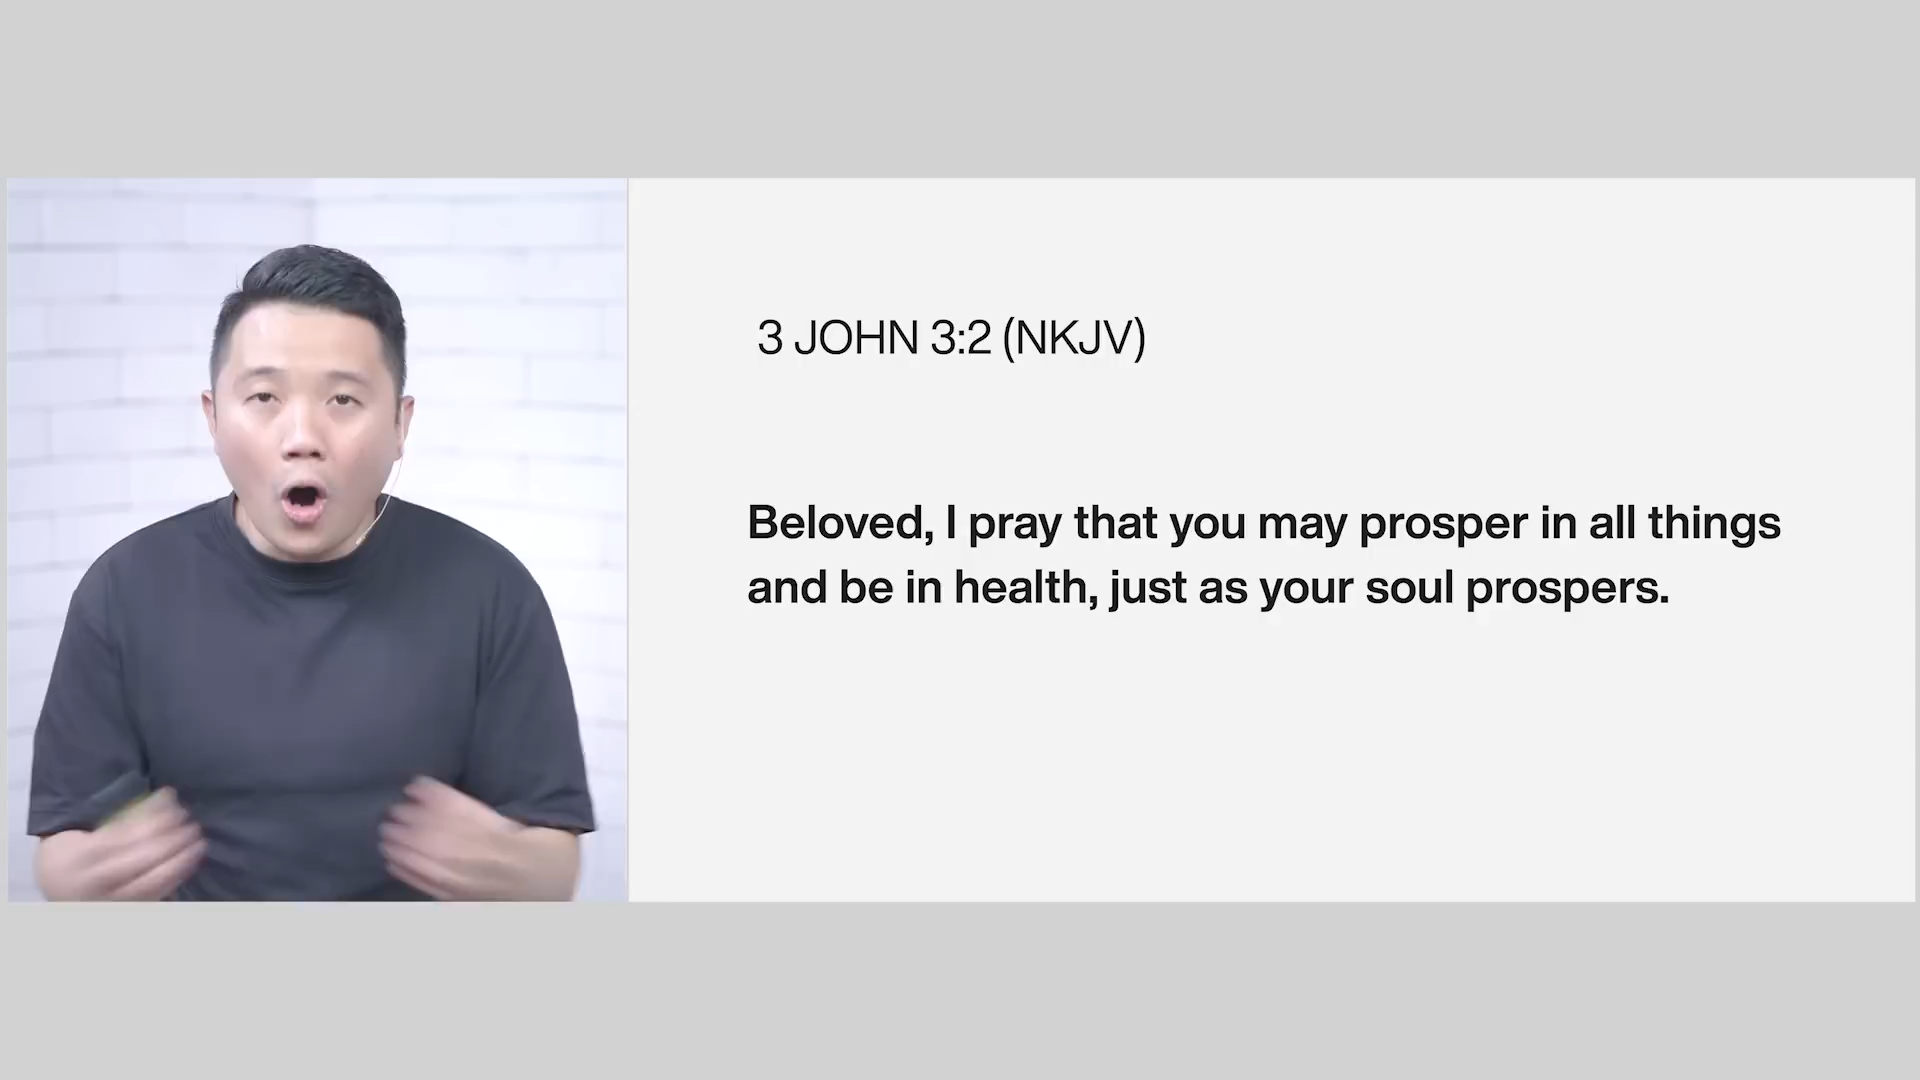 3 JOHN 3:2 (NKJV)
Beloved, I pray that you may prosper in all things
and be in health, just as your soul prospers.